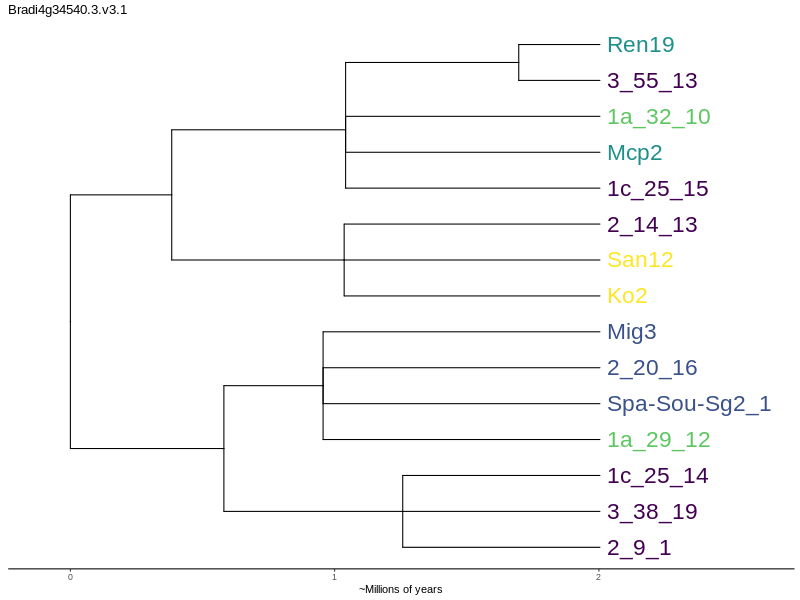 Bradi4g34540.3.v3.1
Ren19
3_55_13
1a_32_10
Mcp2
1c_25_15
2_14_13
San12
Ko2
Mig3
2_20_16
Spa-Sou-Sg2_1
1a_29_12
1c_25_14
3_38_19
2_9_1
0 1 2
~Millions of years